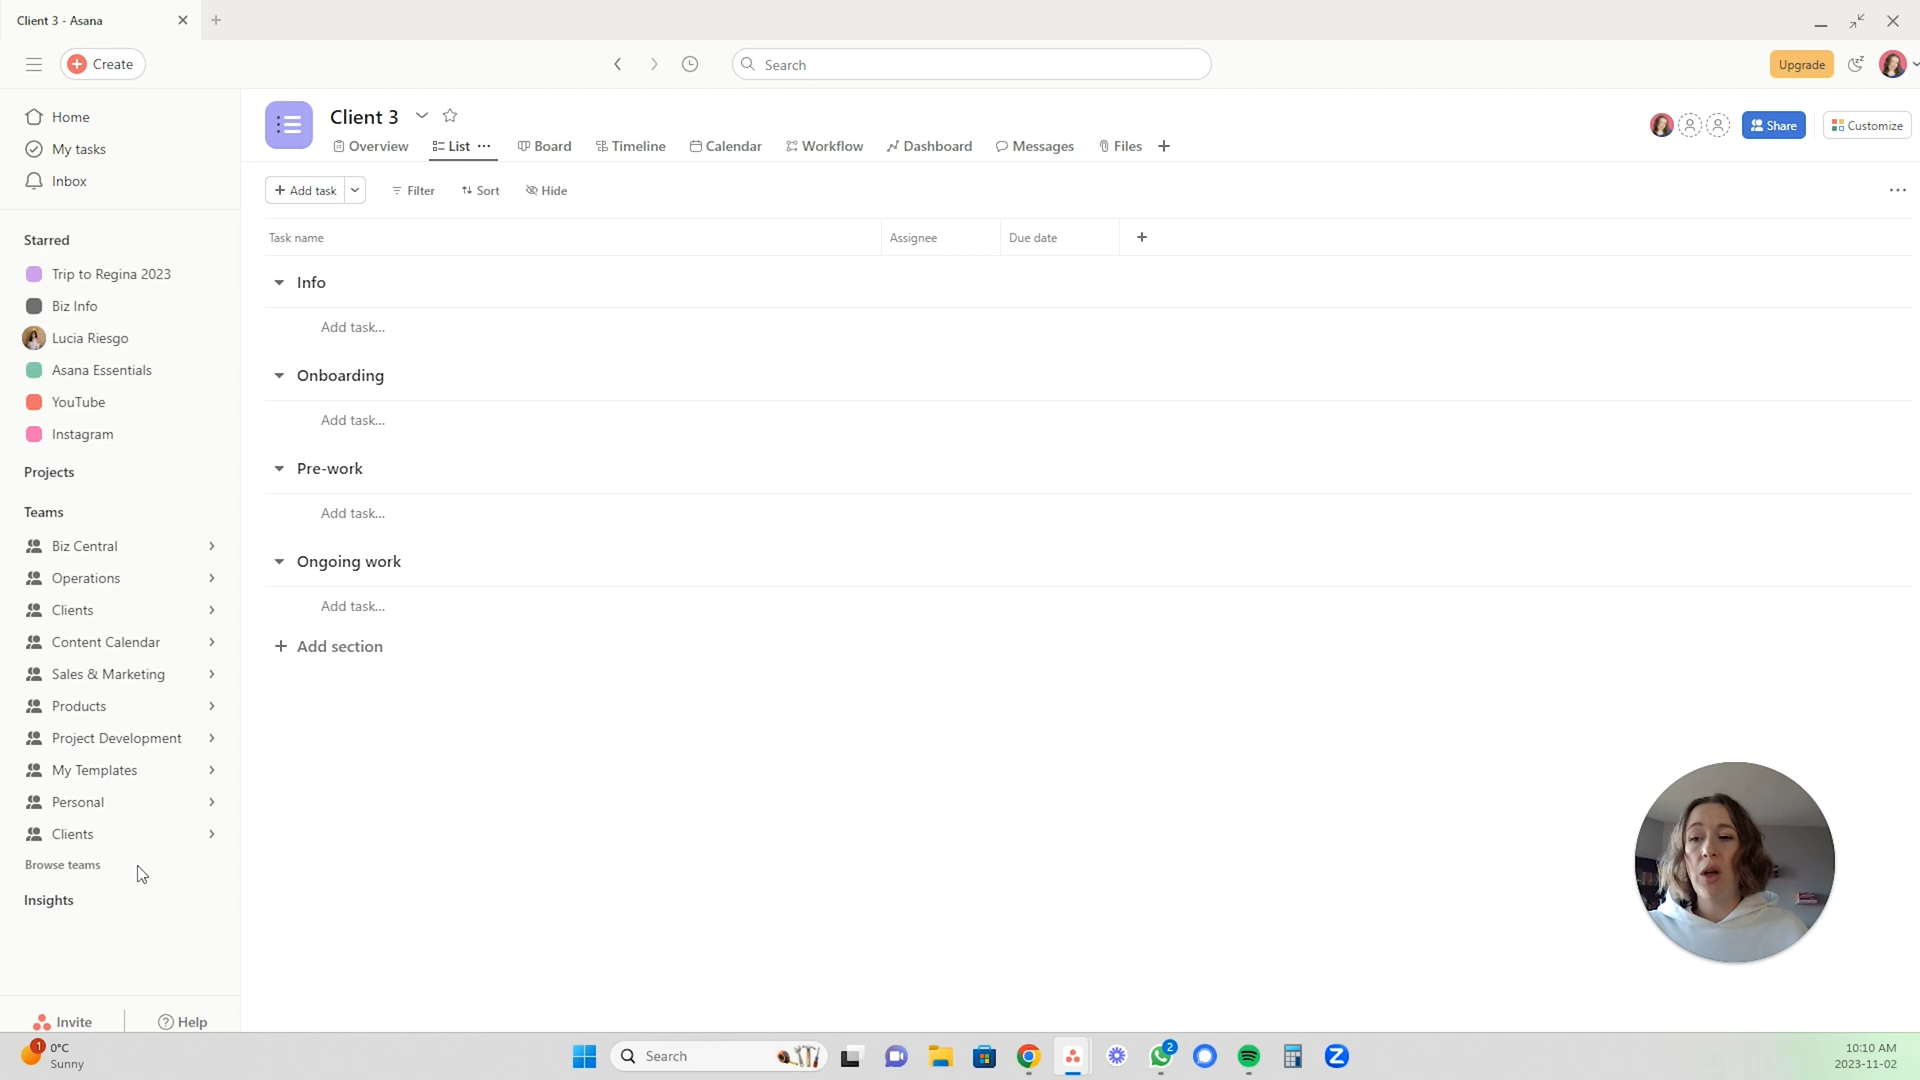 Client 3 - Asana
Create
Search
Upgrade
Home
My tasks
Inbox
Starred
Trip to Regina 2023
Biz Info
Lucia Riesgo
Asana Essentials
YouTube
Instagram
Projects
Teams
Biz Central
Operations
Clients
Content Calendar
Sales & Marketing
Products
Project Development
My Templates
Personal
Clients
Browse teams
Insights
Invite
Help
Client 3
Share
Customize
Overview
List
Board
Timeline
Calendar
Workflow
Dashboard
Messages
Files
Add task
Filter
Sort
Hide
Task name
Assignee
Due date
Info
Add task...
Onboarding
Add task...
Pre-work
Add task...
Ongoing work
Add task...
Add section
1
0°C
Sunny
Search
2
Z
10:10 AM
2023-11-02